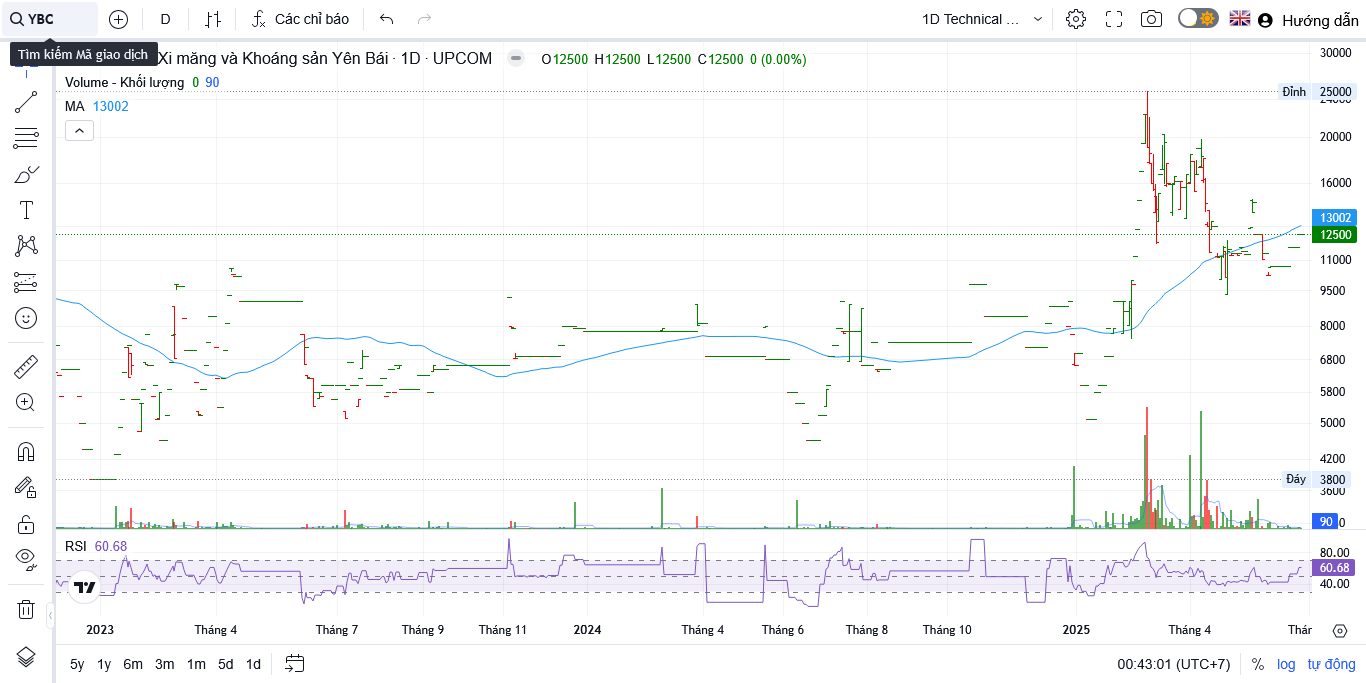 YBC
D
Các chỉ báo
1D Technical ...
Hướng dẫn
Tìm kiếm Mã giao dịch
Xi măng và Khoáng sản Yên Bái · 1D · UPCOM
O12500 H12500 L12500 C12500 0 (0.00%)
Volume - Khối lượng 0 90
MA 13002
30000
Đỉnh 25000
24000
20000
16000
13002
12500
11000
9500
8000
6800
5800
5000
4200
Đáy 3800
3600
90
0
RSI 60.68
80.00
60.68
40.00
2023 Tháng 4 Tháng 7 Tháng 9 Tháng 11 2024 Tháng 4 Tháng 6 Tháng 8 Tháng 10 2025 Tháng 4 Thár
5y 1y 6m 3m 1m 5d 1d
00:43:01 (UTC+7) % log tự động